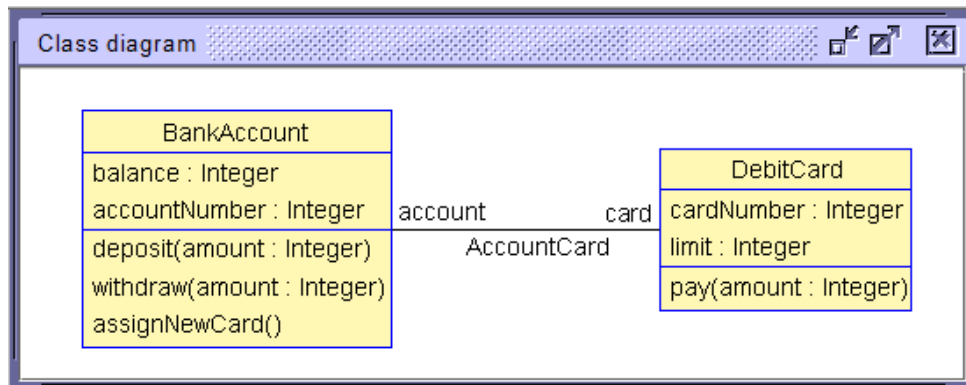 Class diagram
BankAccount
balance : Integer
accountNumber : Integer
deposit(amount : Integer)
withdraw(amount : Integer)
assignNewCard()
account
card
AccountCard
DebitCard
cardNumber : Integer
limit : Integer
pay(amount : Integer)